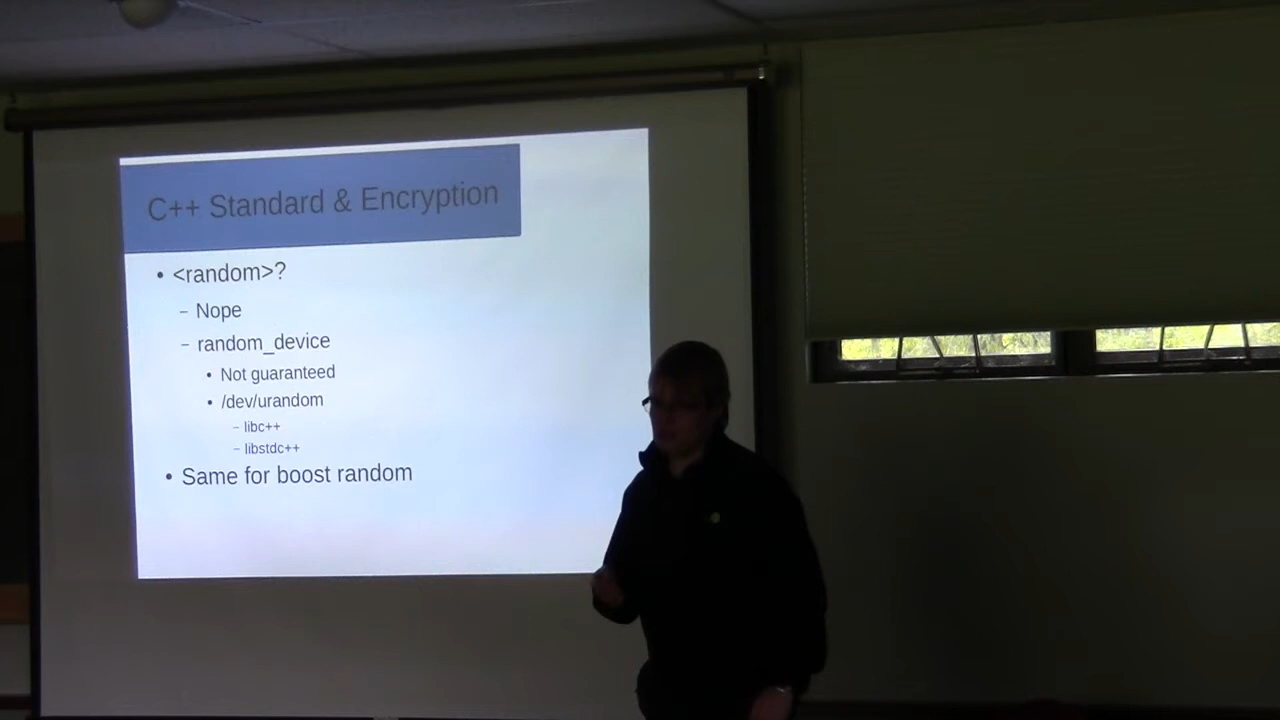 C++ Standard & Encryption
• <random>?
– Nope
– random_device
• Not guaranteed
• /dev/urandom
– libc++
– libstdc++
• Same for boost random